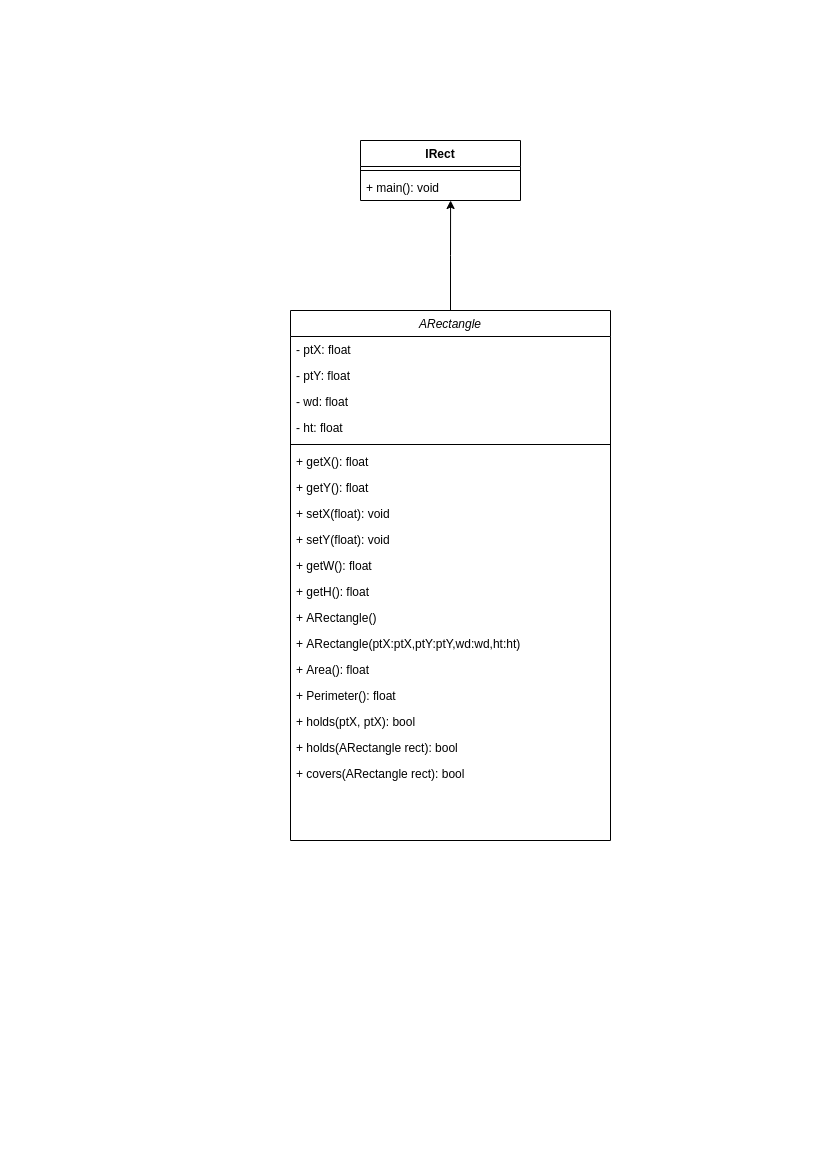 IRect
+ main(): void
ARectangle
- ptX: float
- ptY: float
- wd: float
- ht: float
+ getX(): float
+ getY(): float
+ setX(float): void
+ setY(float): void
+ getW(): float
+ getH(): float
+ ARectangle()
+ ARectangle(ptX:ptX,ptY:ptY,wd:wd,ht:ht)
+ Area(): float
+ Perimeter(): float
+ holds(ptX, ptX): bool
+ holds(ARectangle rect): bool
+ covers(ARectangle rect): bool